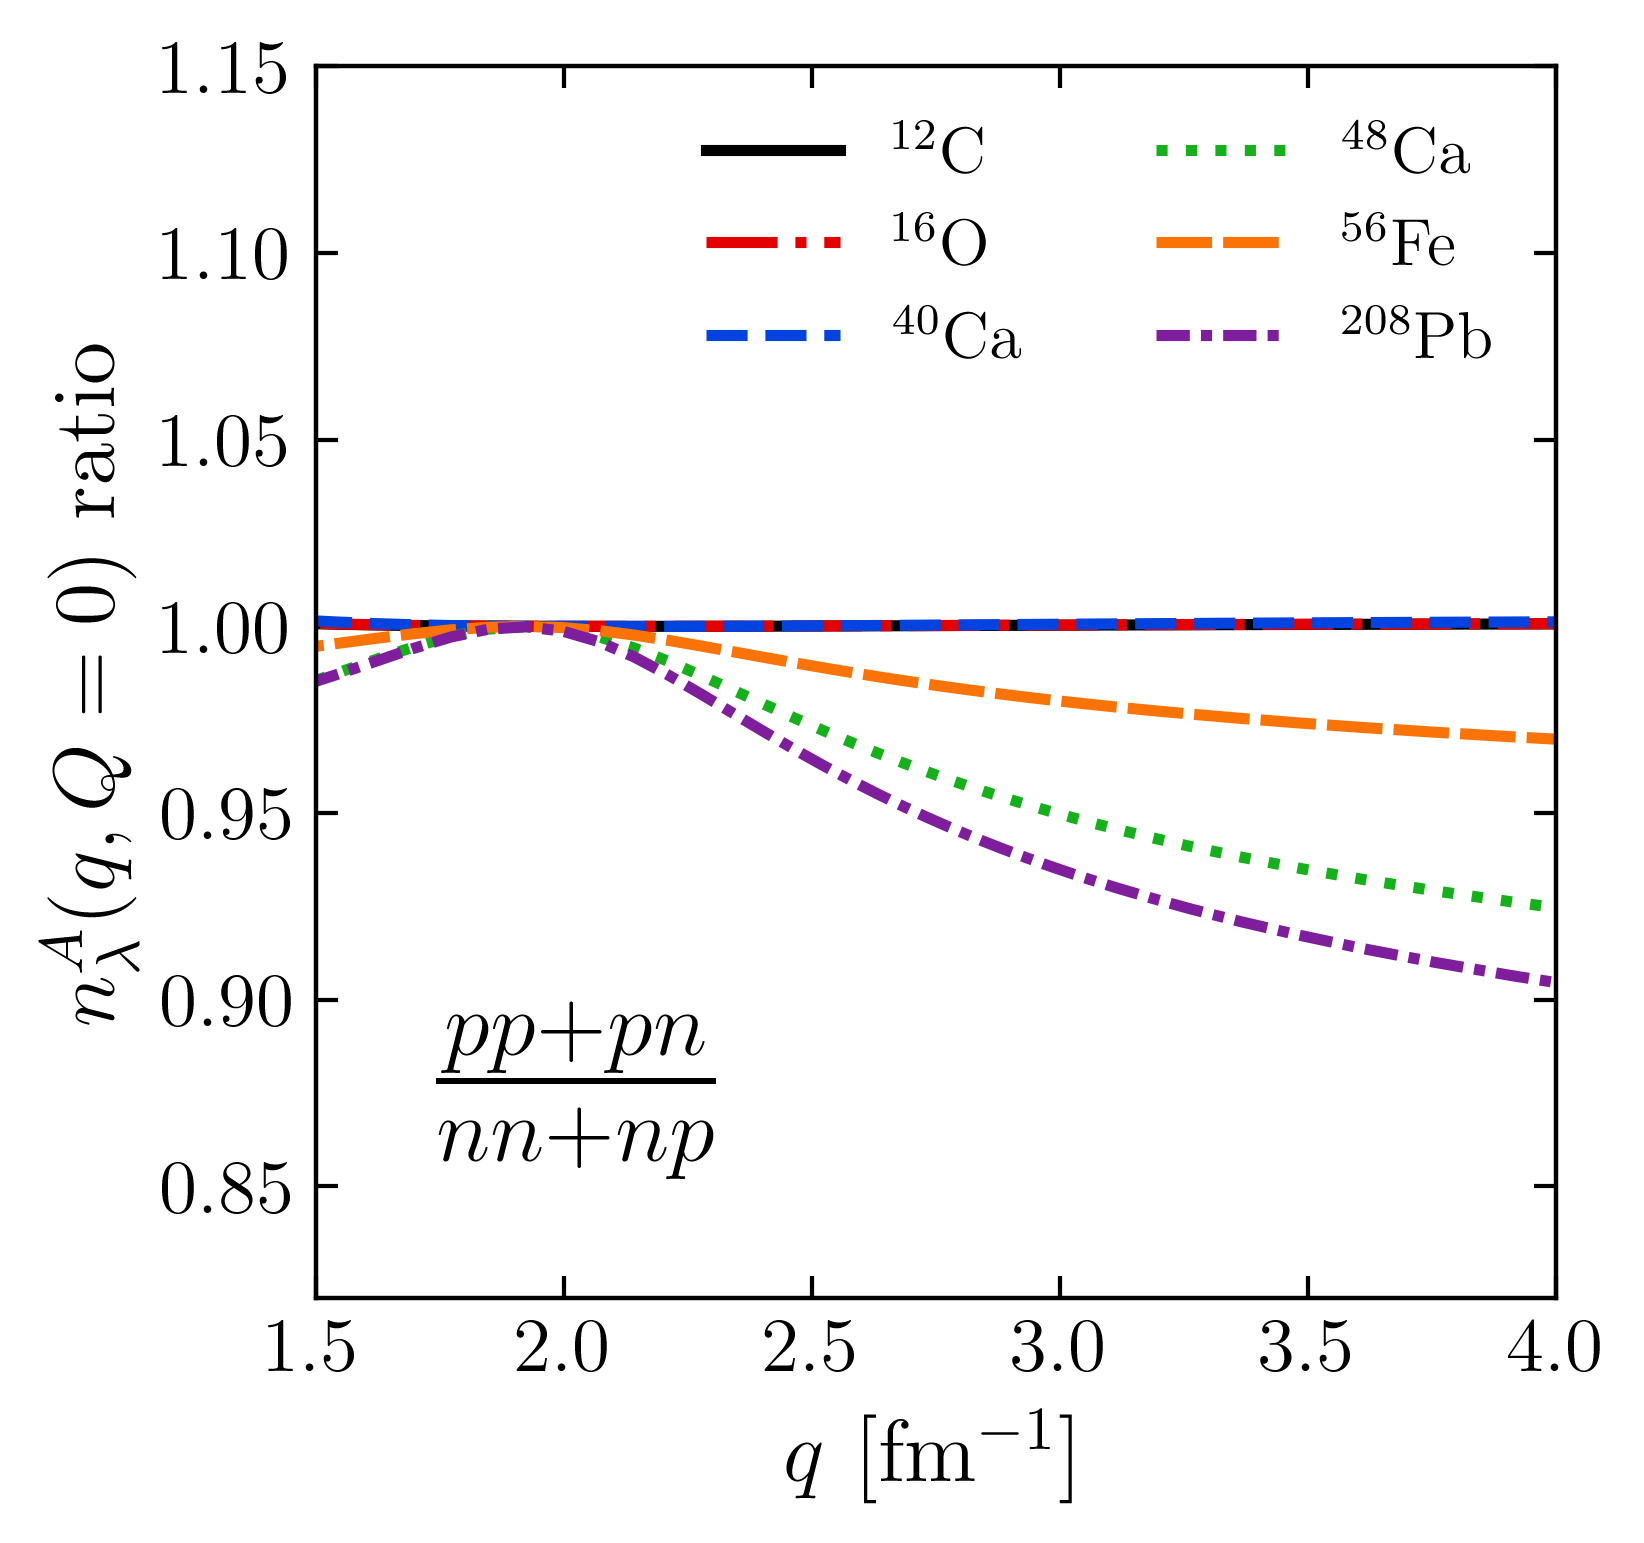 1.15
1.10
1.05
1.00
0.95
0.90
0.85
n_λ^A(q, Q = 0) ratio
¹²C
¹⁶O
⁴⁰Ca
⁴⁸Ca
⁵⁶Fe
²⁰⁸Pb
pp+pn
nn+np
1.5 2.0 2.5 3.0 3.5 4.0
q [fm⁻¹]